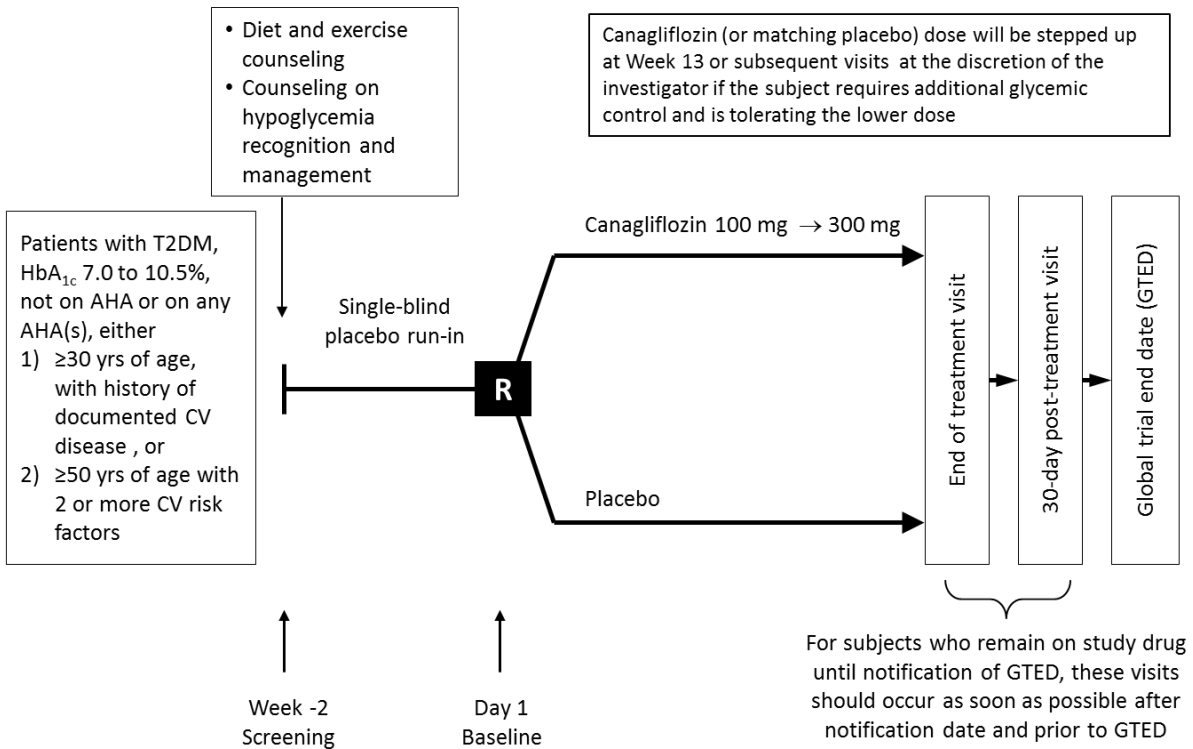 • Diet and exercise
counseling
• Counseling on
hypoglycemia
recognition and
management
Canagliflozin (or matching placebo) dose will be stepped up
at Week 13 or subsequent visits at the discretion of the
investigator if the subject requires additional glycemic
control and is tolerating the lower dose
Patients with T2DM,
HbA1c 7.0 to 10.5%,
not on AHA or on any
AHA(s), either
1) ≥30 yrs of age,
with history of
documented CV
disease , or
2) ≥50 yrs of age with
2 or more CV risk
factors
Single-blind
placebo run-in
R
Canagliflozin 100 mg → 300 mg
Placebo
End of treatment visit
30-day post-treatment visit
Global trial end date (GTED)
For subjects who remain on study drug
until notification of GTED, these visits
should occur as soon as possible after
notification date and prior to GTED
Week -2
Screening
Day 1
Baseline